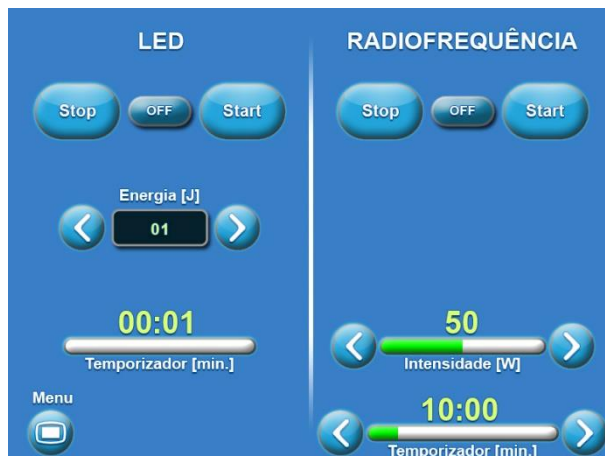 LED
Stop OFF Start
Energia [J]
01
00:01
Temporizador [min.]
Menu
RADIOFREQUÊNCIA
Stop OFF Start
50
Intensidade [W]
10:00
Temporizador [min.]